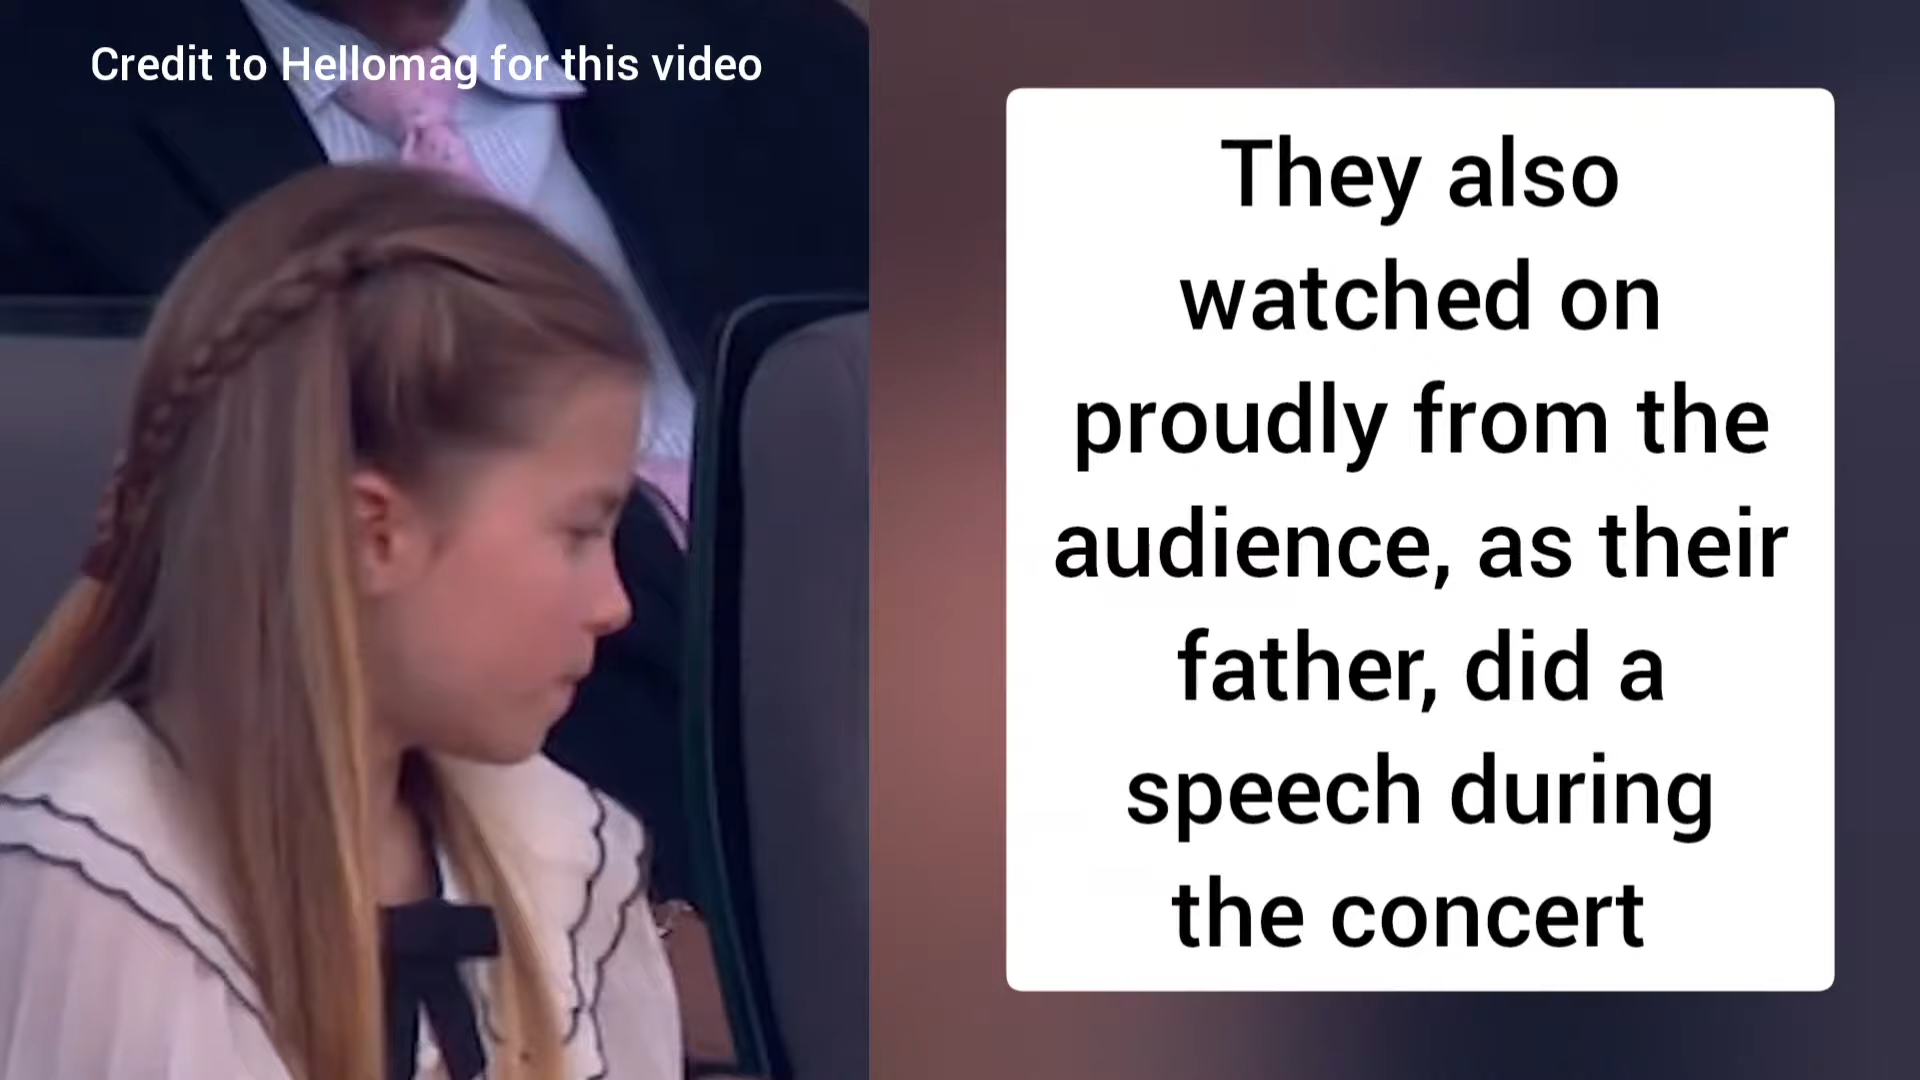 Credit to Hellomag for this video
They also
watched on
proudly from the
audience, as their
father, did a
speech during
the concert